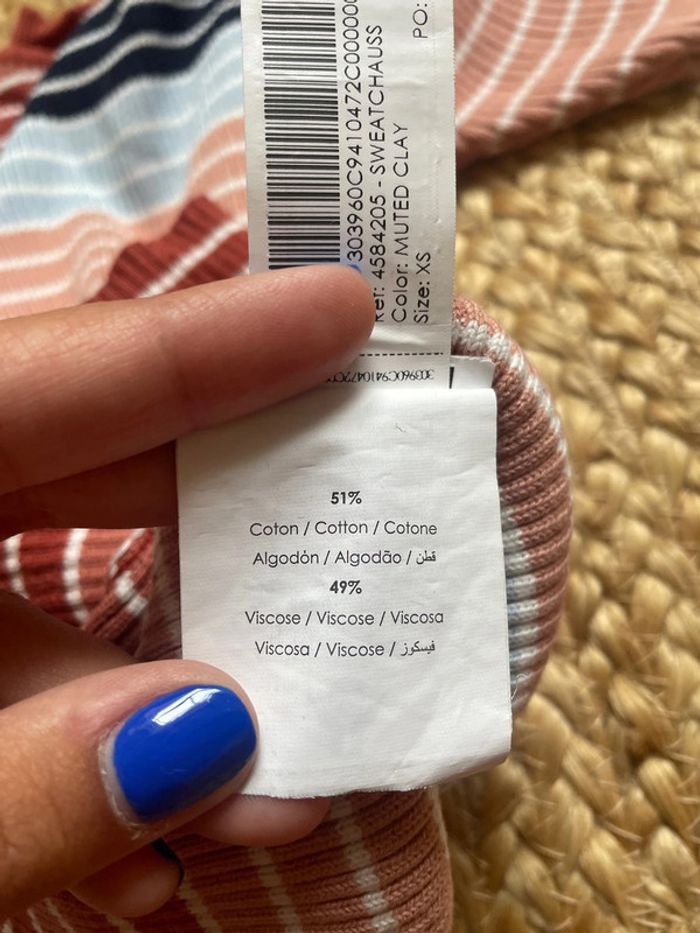 303960C9410472C00000
Ref: 4584205 - SWEATCHAUSS
Color: MUTED CLAY
Size: XS
PO:
51%
Coton / Cotton / Cotone
Algodón / Algodão / قطن
49%
Viscose / Viscose / Viscosa
Viscosa / Viscose / فيسكوز